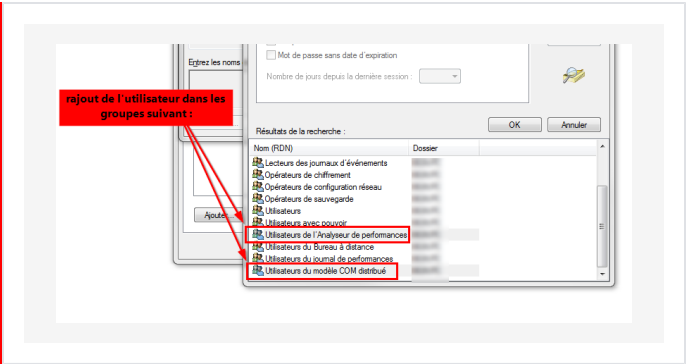 Mot de passe sans date d'expiration
Entrez les noms
Nombre de jours depuis la dernière session :
rajout de l'utilisateur dans les
groupes suivant :
OK
Annuler
Résultats de la recherche :
Nom (RDN)
Dossier
Lecteurs des journaux d'événements
Opérateurs de chiffrement
Opérateurs de configuration réseau
Opérateurs de sauvegarde
Utilisateurs
Ajouter...
Utilisateurs avec pouvoir
Utilisateurs de l'Analyseur de performances
Utilisateurs du Bureau à distance
Utilisateurs du journal de performances
Utilisateurs du modèle COM distribué